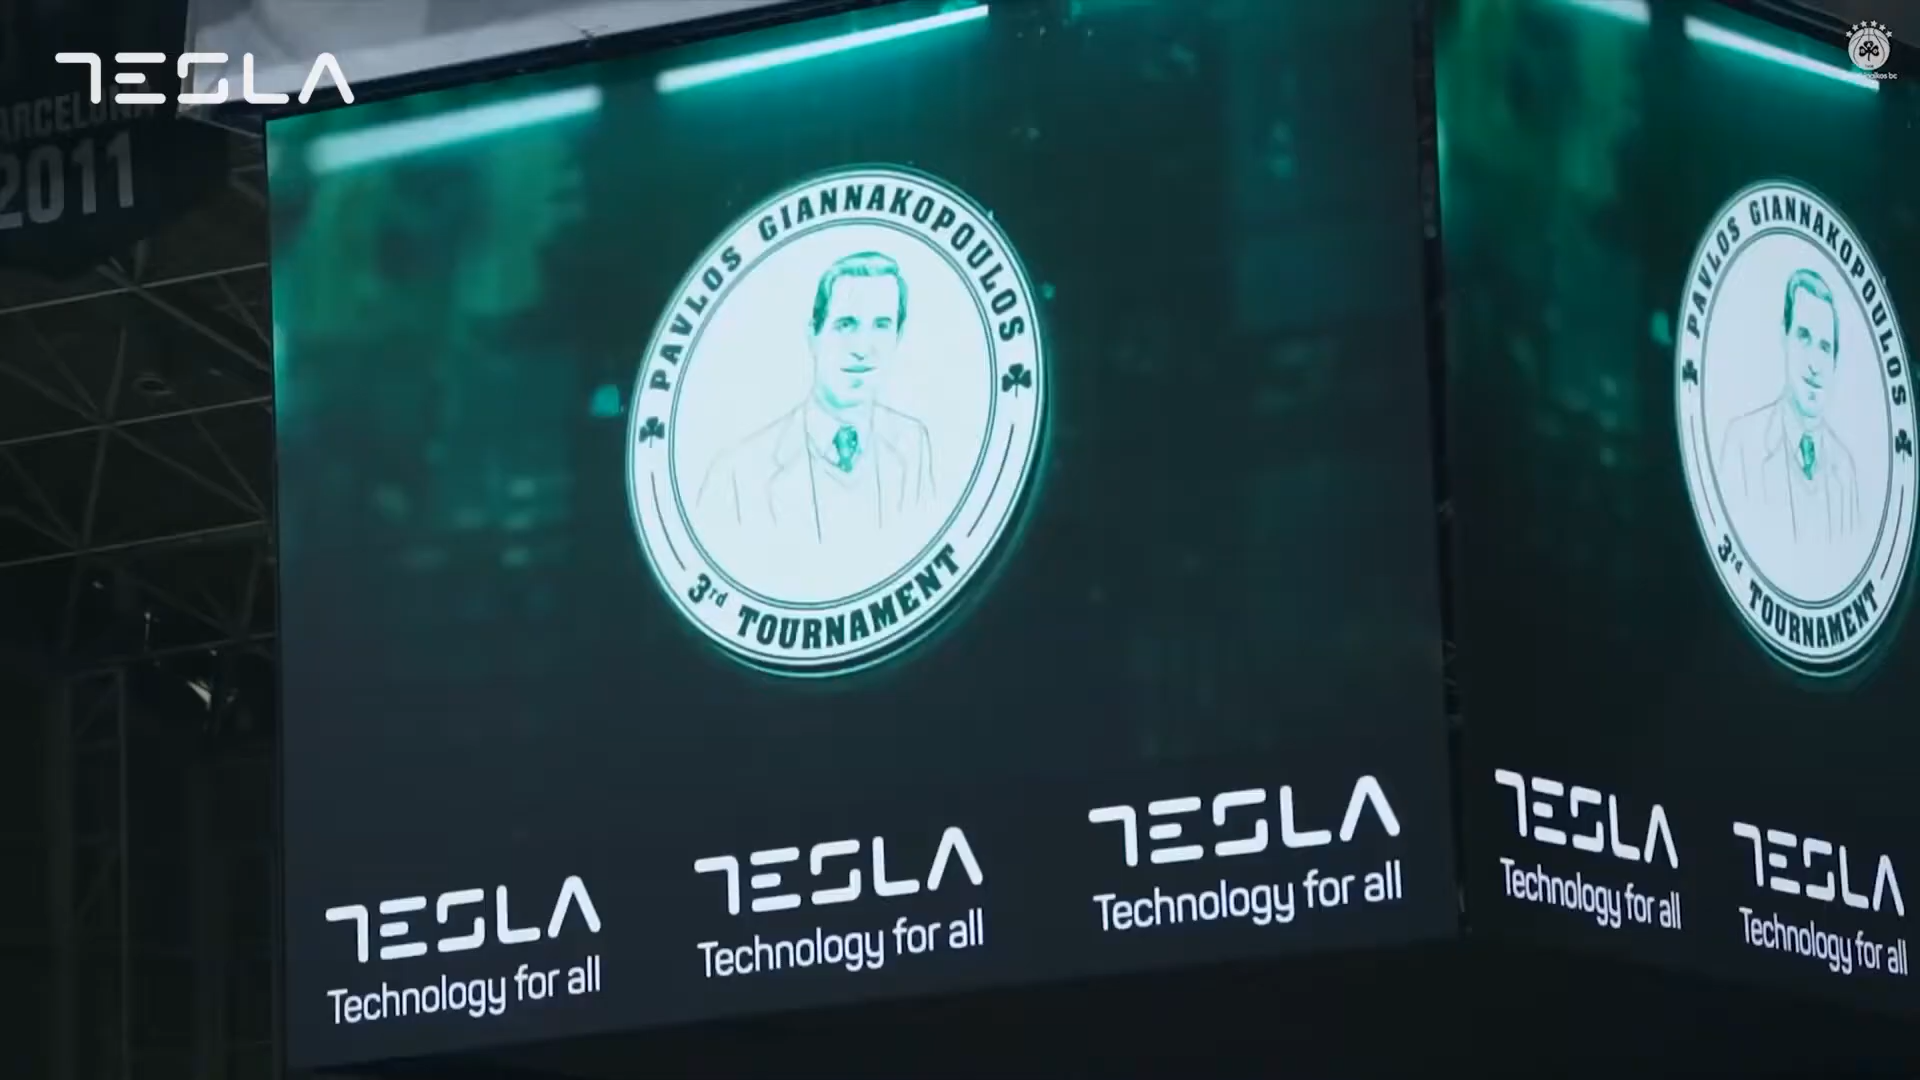 TESLA
2011
PAVLOS GIANNAKOPOULOS
3rd TOURNAMENT
TESLA
Technology for all
TESLA
Technology for all
TESLA
Technology for all
PAVLOS GIANNAKOPOULOS
3rd TOURNAMENT
TESLA
Technology for all
TESLA
Technology for all